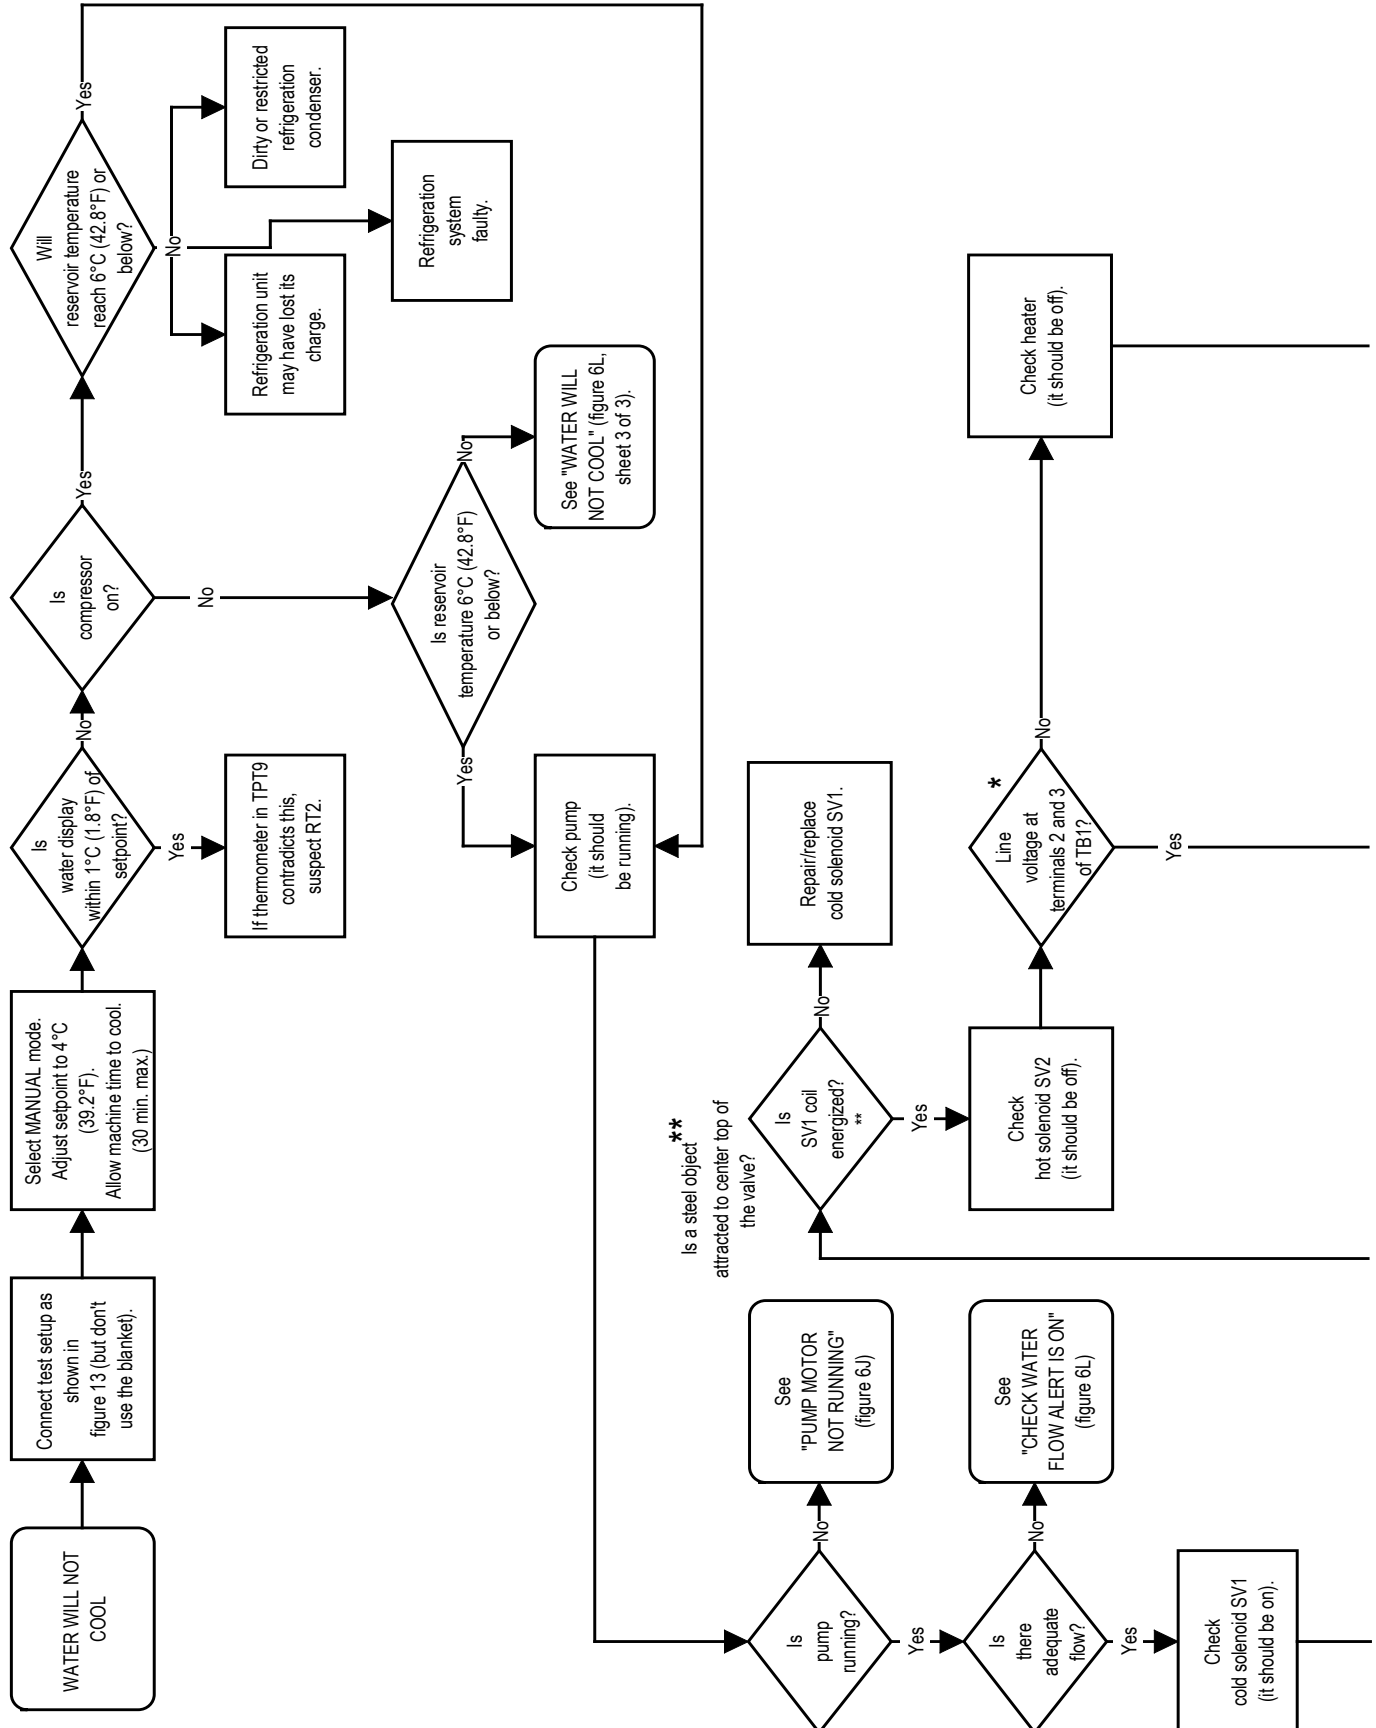 WATER WILL NOT
COOL
Connect test setup as
shown in
figure 13 (but don't
use the blanket).
Select MANUAL mode.
Adjust setpoint to 4°C
(39.2°F).
Allow machine time to cool.
(30 min. max.)
Is
water display
within 1°C (1.8°F) of
setpoint?
Yes
No
If thermometer in TPT9
contradicts this,
suspect RT2.
Is
compressor
on?
Yes
No
Will
reservoir temperature
reach 6°C (42.8°F) or
below?
Yes
No
Refrigeration unit
may have lost its
charge.
Dirty or restricted
refrigeration
condenser.
Refrigeration
system
faulty.
Is reservoir
temperature 6°C (42.8°F)
or below?
Yes
No
See "WATER WILL
NOT COOL" (figure 6L,
sheet 3 of 3).
Check pump
(it should
be running).
Is
pump
running?
No
Yes
See
"PUMP MOTOR
NOT RUNNING"
(figure 6J)
Is
there
adequate
flow?
No
Yes
See
"CHECK WATER
FLOW ALERT IS ON"
(figure 6L)
Check
cold solenoid SV1
(it should be on).
**
Is a steel object
attracted to center top of
the valve?
Is
SV1 coil
energized?
**
No
Yes
Repair/replace
cold solenoid SV1.
Check
hot solenoid SV2
(it should be off).
*
Line
voltage at
terminals 2 and 3
of TB1?
No
Yes
Check heater
(it should be off).